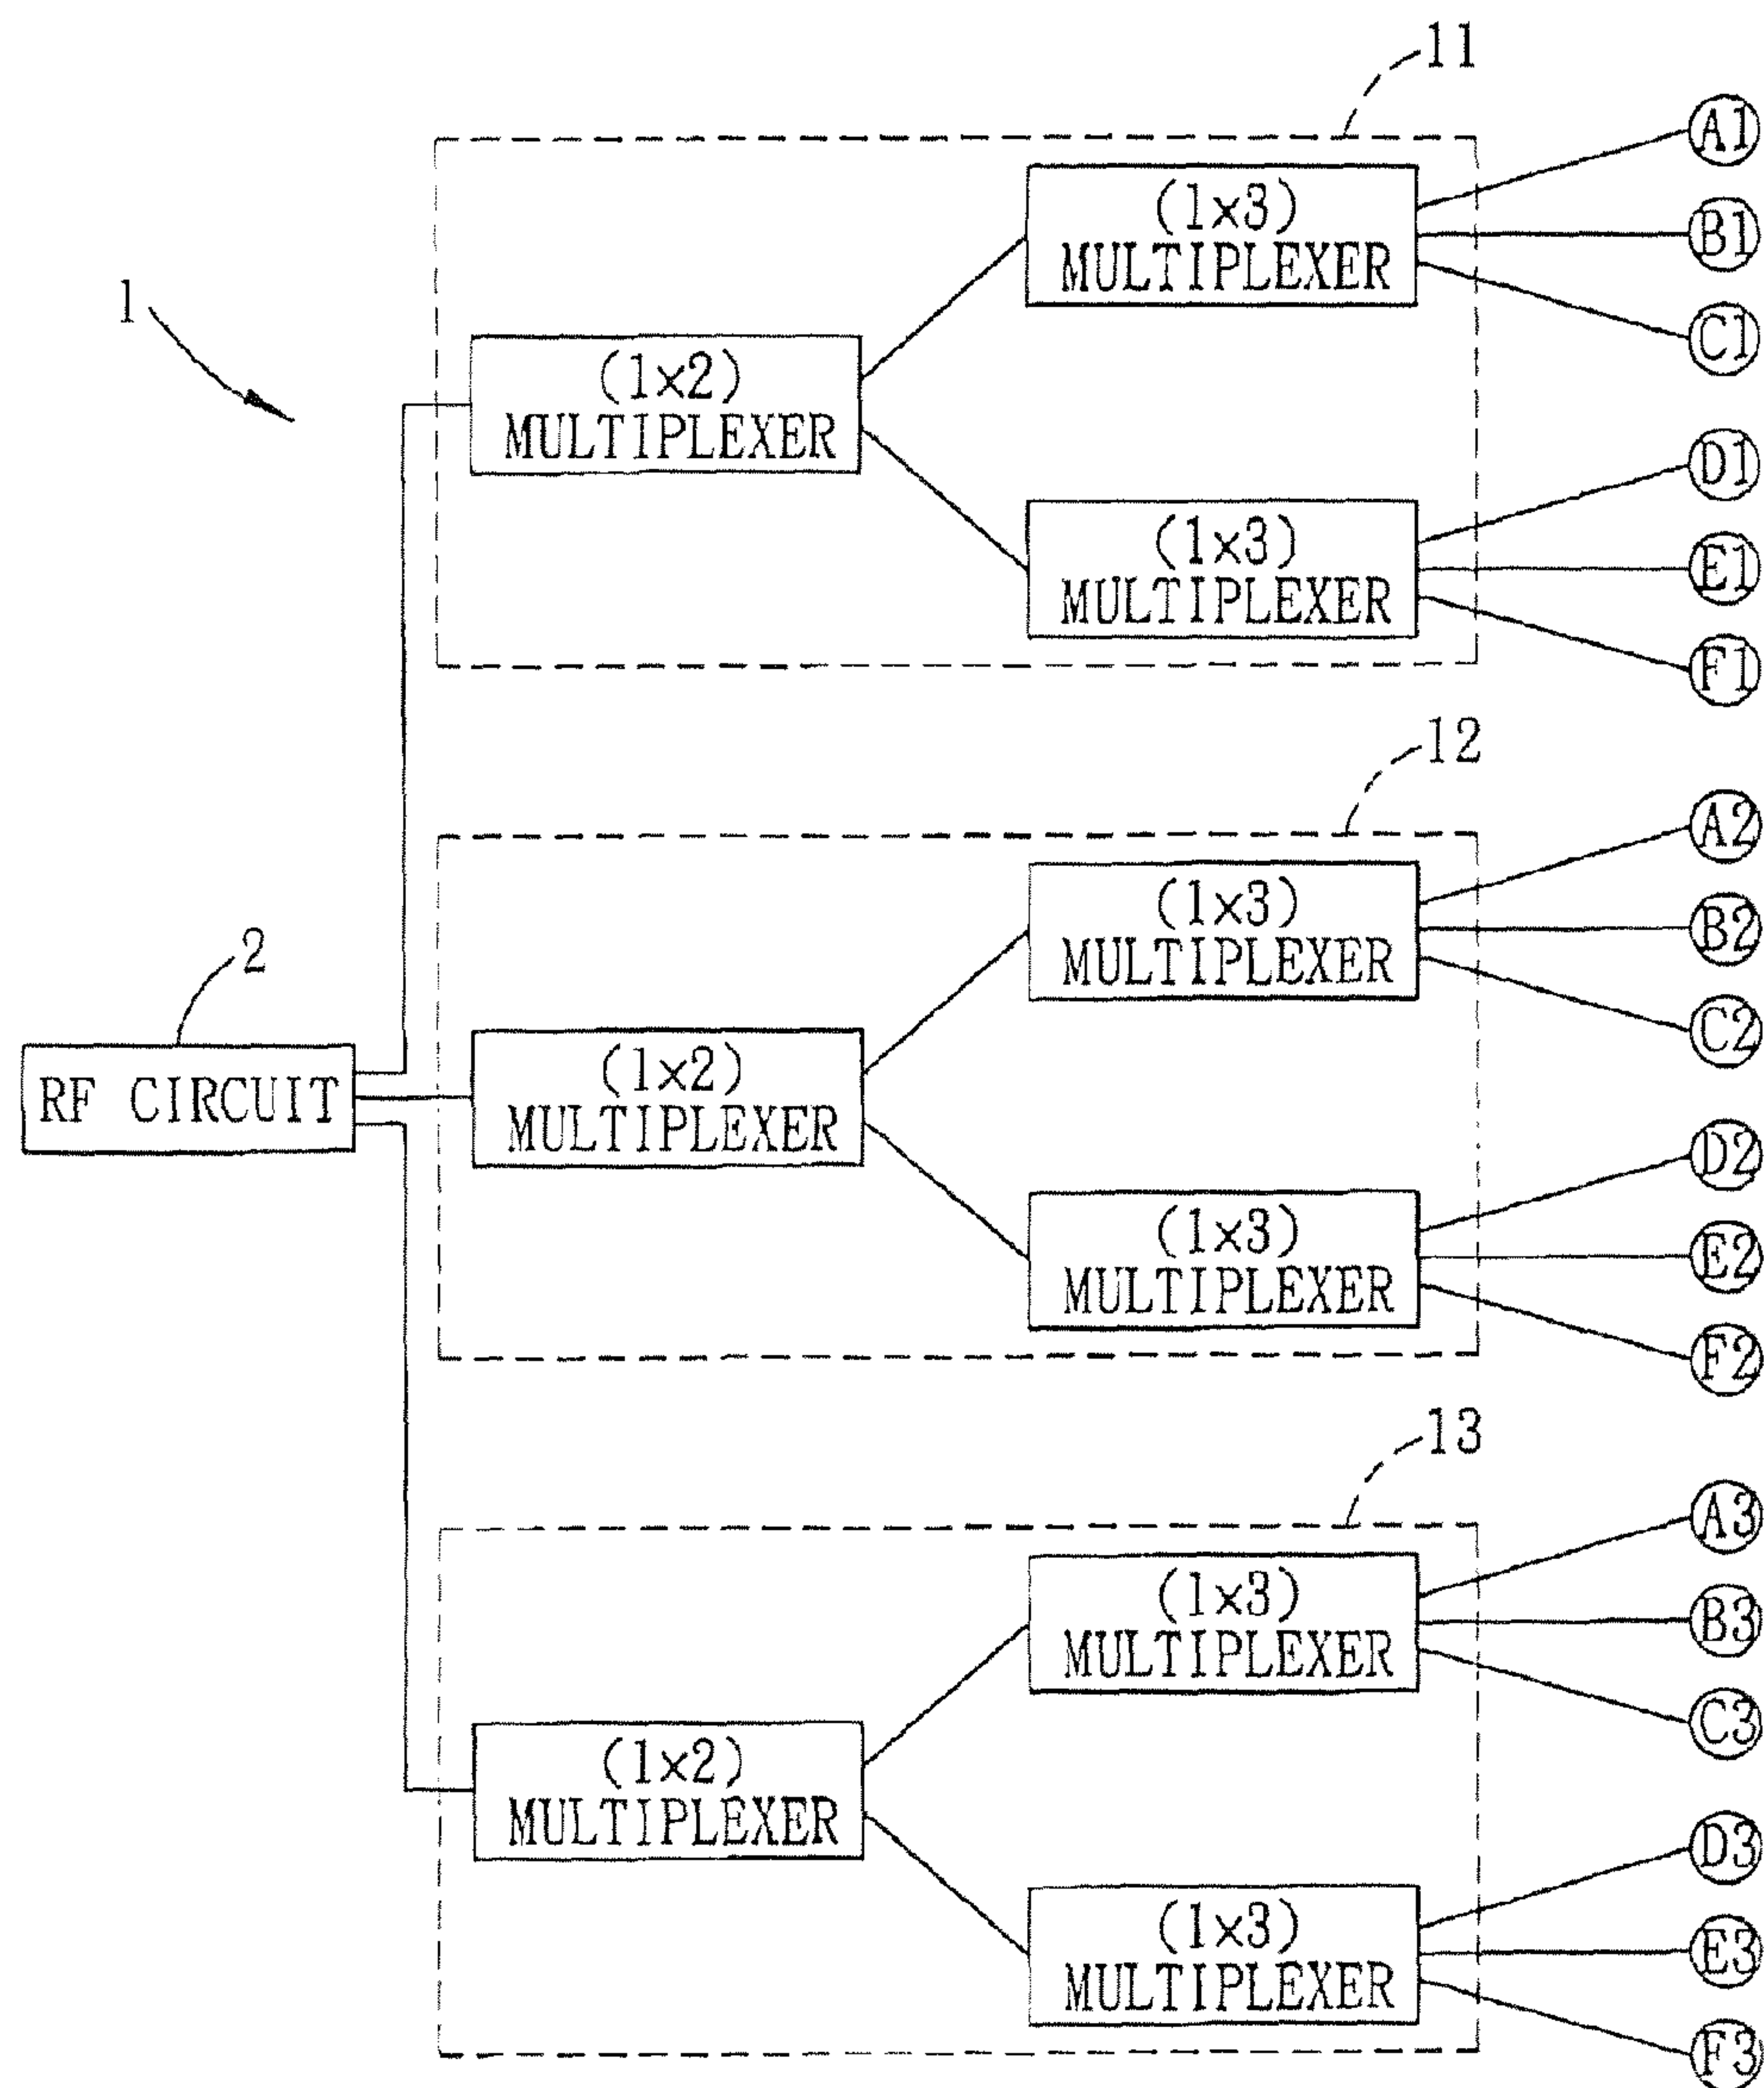 11
A1
(1×3)
MULTIPLEXER
B1
C1
1
(1×2)
MULTIPLEXER
D1
(1×3)
MULTIPLEXER
E1
F1
12
A2
(1×3)
MULTIPLEXER
B2
C2
2
RF CIRCUIT
(1×2)
MULTIPLEXER
D2
(1×3)
MULTIPLEXER
E2
F2
13
A3
(1×3)
MULTIPLEXER
B3
C3
(1×2)
MULTIPLEXER
D3
(1×3)
MULTIPLEXER
E3
F3